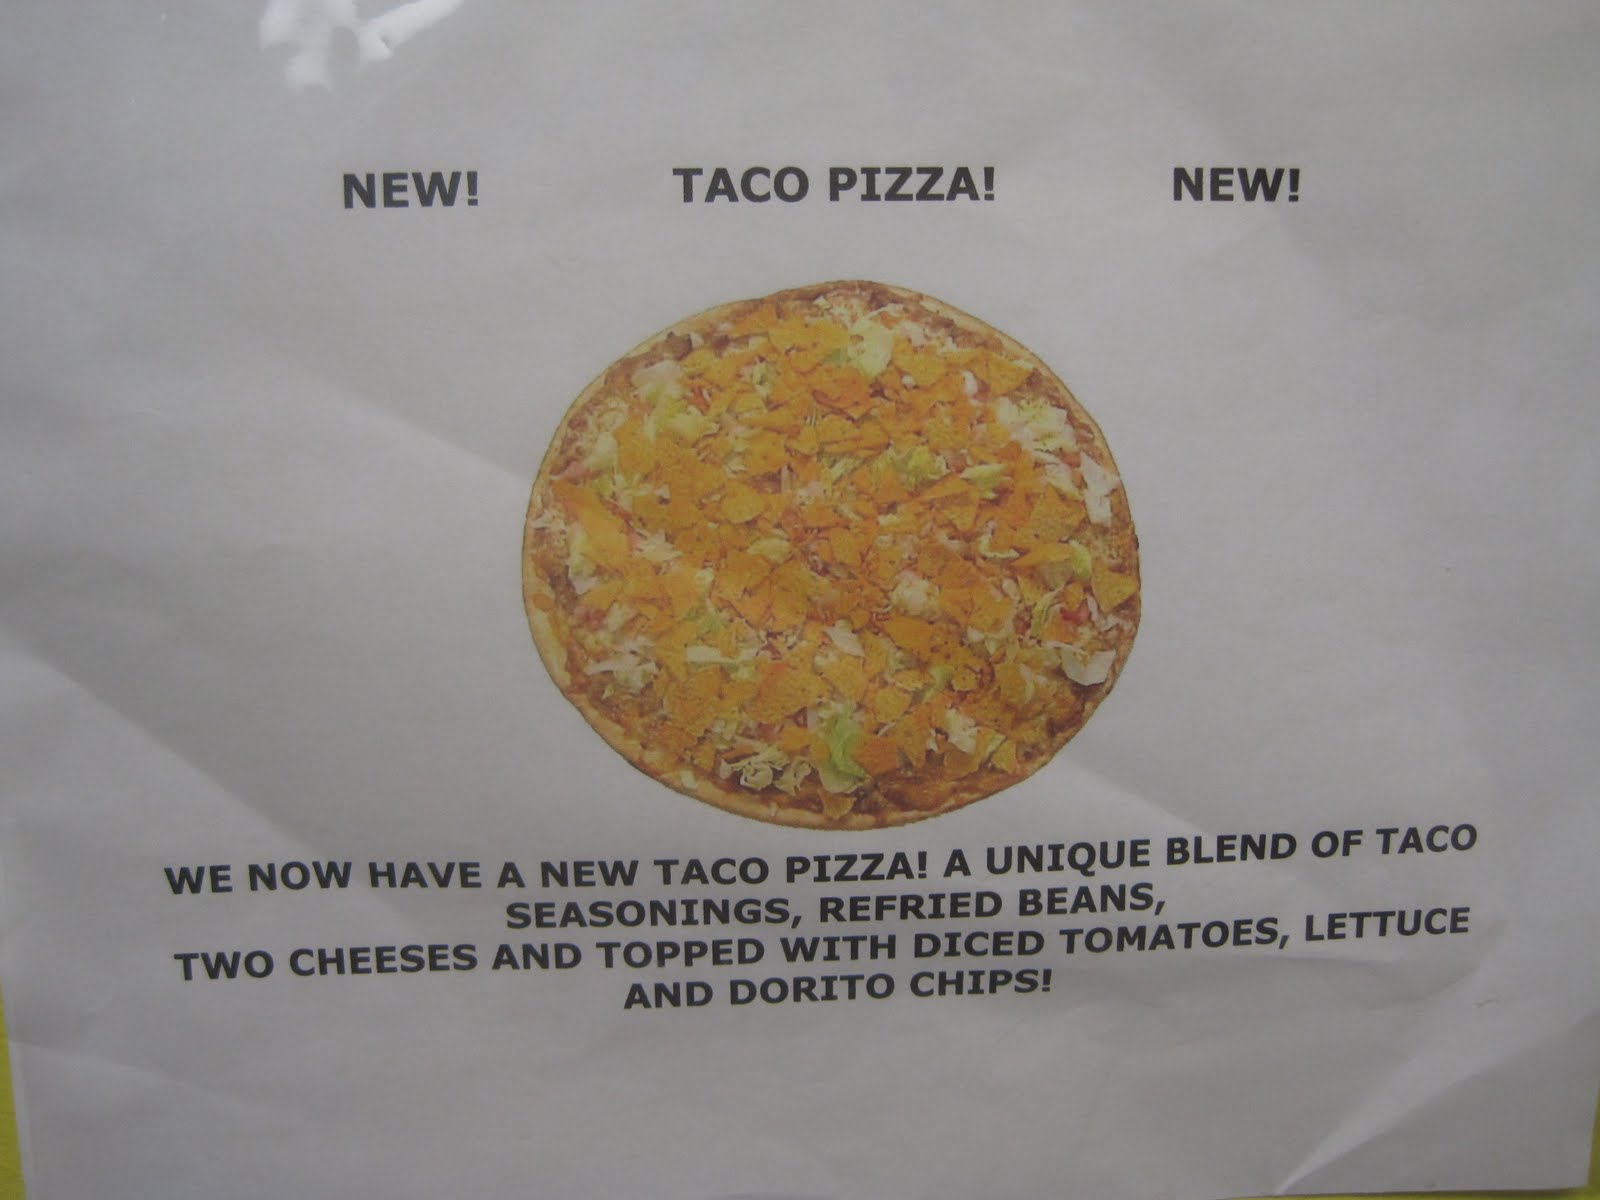 NEW! TACO PIZZA! NEW!
WE NOW HAVE A NEW TACO PIZZA! A UNIQUE BLEND OF TACO
SEASONINGS, REFRIED BEANS,
TWO CHEESES AND TOPPED WITH DICED TOMATOES, LETTUCE
AND DORITO CHIPS!